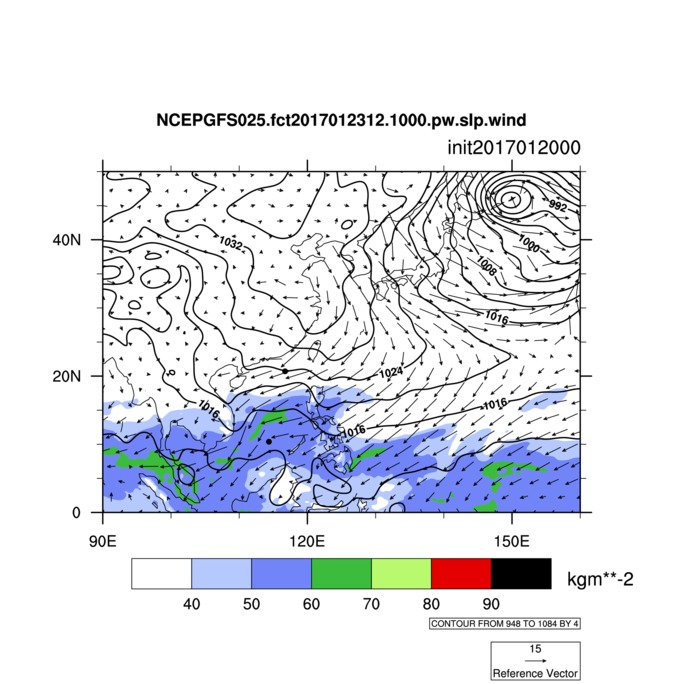 NCEPGFS025.fct2017012312.1000.pw.slp.wind
init2017012000
992
1000
1032
40N
1008
1016
1024
20N
1016
1016
1016
0
90E 120E 150E
kgm**-2
40 50 60 70 80 90
CONTOUR FROM 948 TO 1084 BY 4
15
Reference Vector